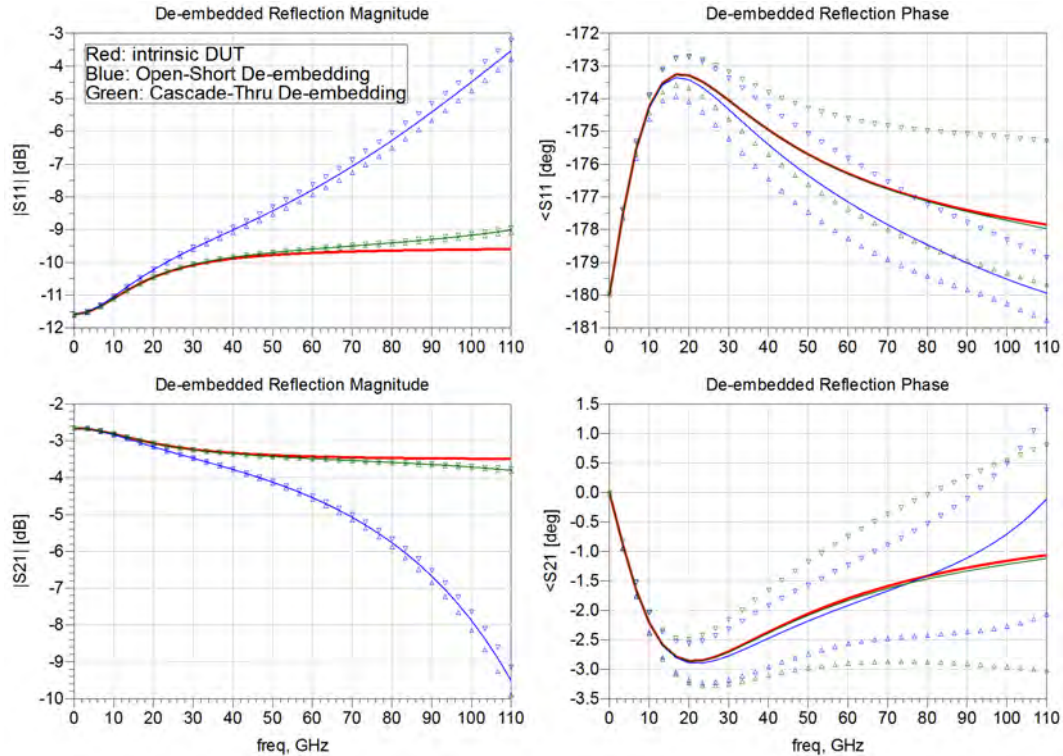 De-embedded Reflection Magnitude
|S11| [dB]
-3
-4
-5
-6
-7
-8
-9
-10
-11
-12
Red: intrinsic DUT
Blue: Open-Short De-embedding
Green: Cascade-Thru De-embedding
0 10 20 30 40 50 60 70 80 90 100 110
De-embedded Reflection Phase
<S11 [deg]
-172
-173
-174
-175
-176
-177
-178
-179
-180
-181
0 10 20 30 40 50 60 70 80 90 100 110
De-embedded Reflection Magnitude
|S21| [dB]
-2
-3
-4
-5
-6
-7
-8
-9
-10
0 10 20 30 40 50 60 70 80 90 100 110
freq, GHz
De-embedded Reflection Phase
<S21 [deg]
1.5
1.0
0.5
0.0
-0.5
-1.0
-1.5
-2.0
-2.5
-3.0
-3.5
0 10 20 30 40 50 60 70 80 90 100 110
freq, GHz